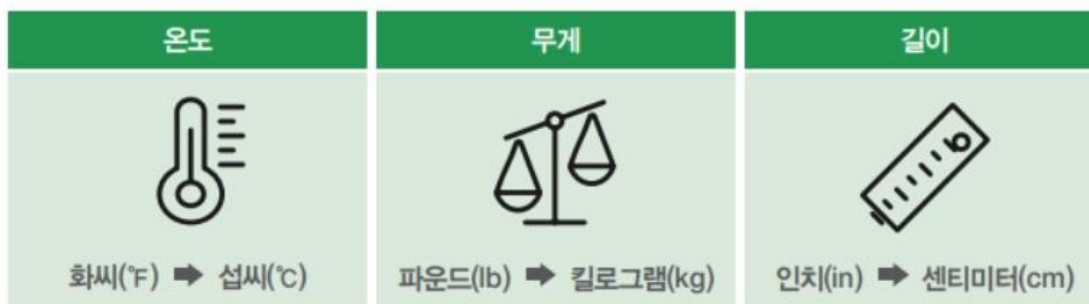 온도
무게
길이
화씨(℉) ➡ 섭씨(℃)
파운드(lb) ➡ 킬로그램(kg)
인치(in) ➡ 센티미터(cm)